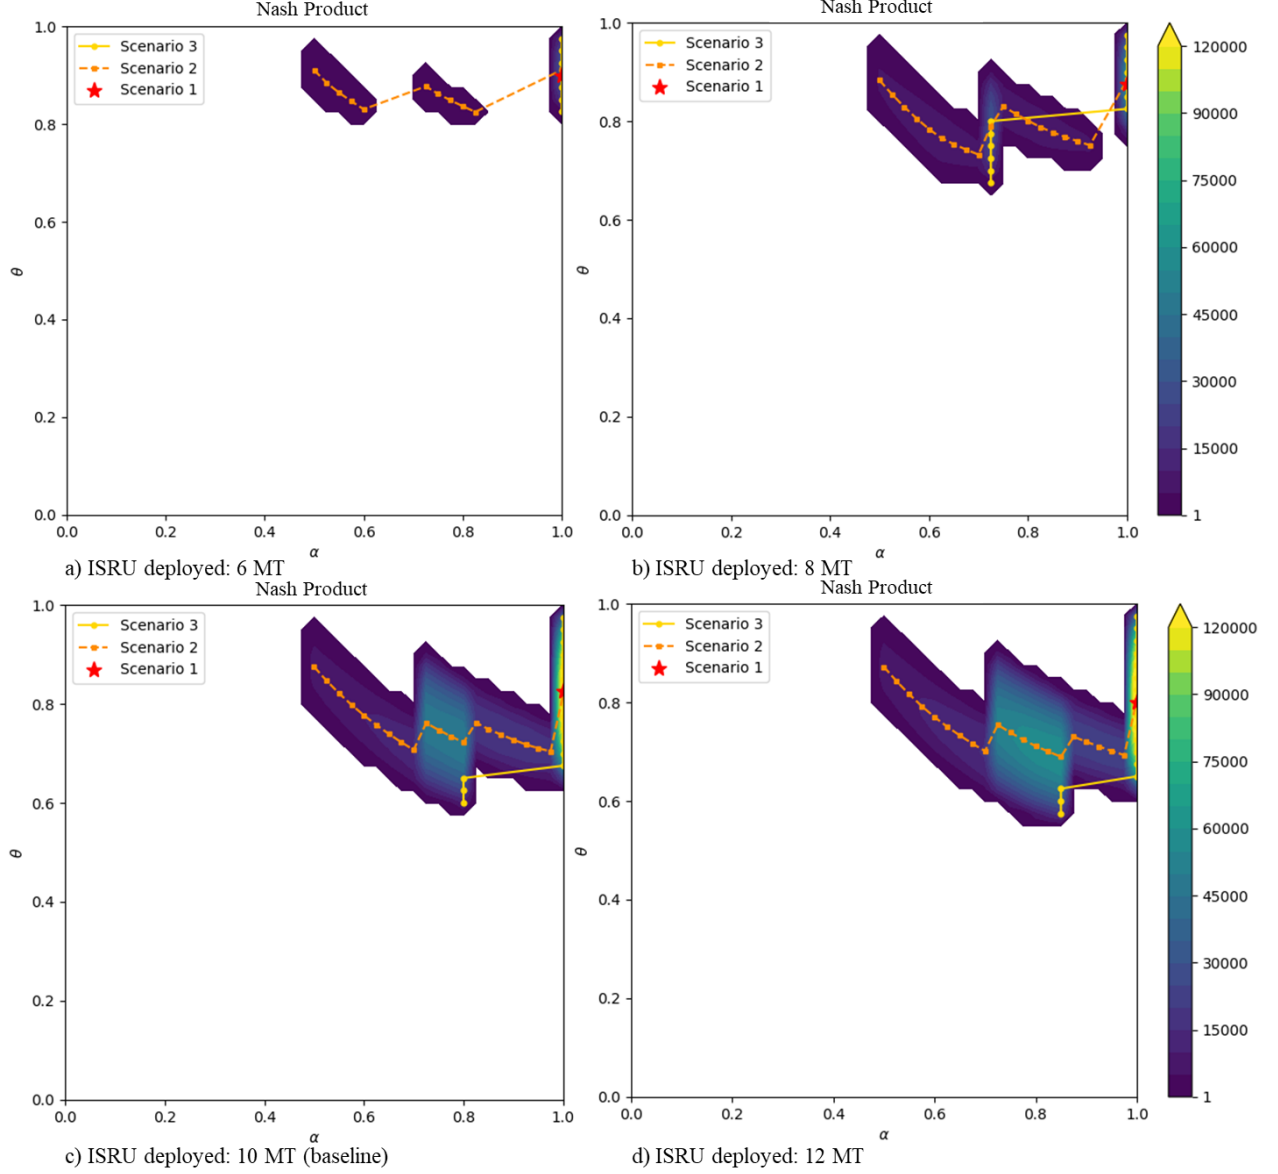 Nash Product
1.0
0.8
0.6
0.4
0.2
0.0
θ
Scenario 3
Scenario 2
Scenario 1
0.0 0.2 0.4 0.6 0.8 1.0
α
a) ISRU deployed: 6 MT
Nash Product
1.0
0.8
0.6
0.4
0.2
0.0
θ
Scenario 3
Scenario 2
Scenario 1
0.0 0.2 0.4 0.6 0.8 1.0
α
b) ISRU deployed: 8 MT
120000
90000
75000
60000
45000
30000
15000
1
Nash Product
1.0
0.8
0.6
0.4
0.2
0.0
θ
Scenario 3
Scenario 2
Scenario 1
0.0 0.2 0.4 0.6 0.8 1.0
α
c) ISRU deployed: 10 MT (baseline)
Nash Product
1.0
0.8
0.6
0.4
0.2
0.0
θ
Scenario 3
Scenario 2
Scenario 1
0.0 0.2 0.4 0.6 0.8 1.0
α
d) ISRU deployed: 12 MT
120000
90000
75000
60000
45000
30000
15000
1